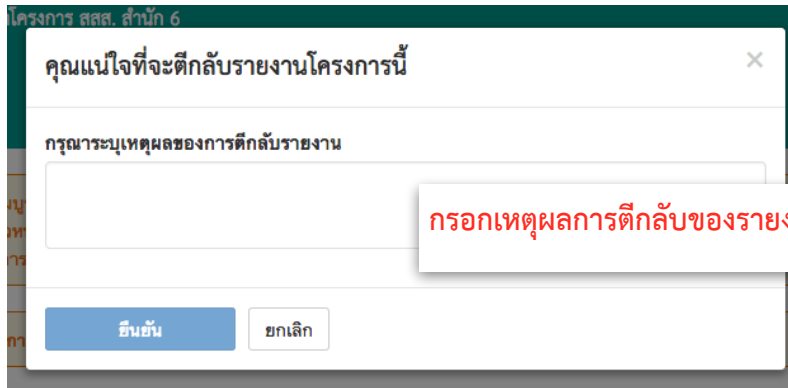 โครงการ สสส. สำนัก 6
คุณแน่ใจที่จะตีกลับรายงานโครงการนี้
×
กรุณาระบุเหตุผลของการตีกลับรายงาน
กรอกเหตุผลการตีกลับของราย
ยืนยัน
ยกเลิก